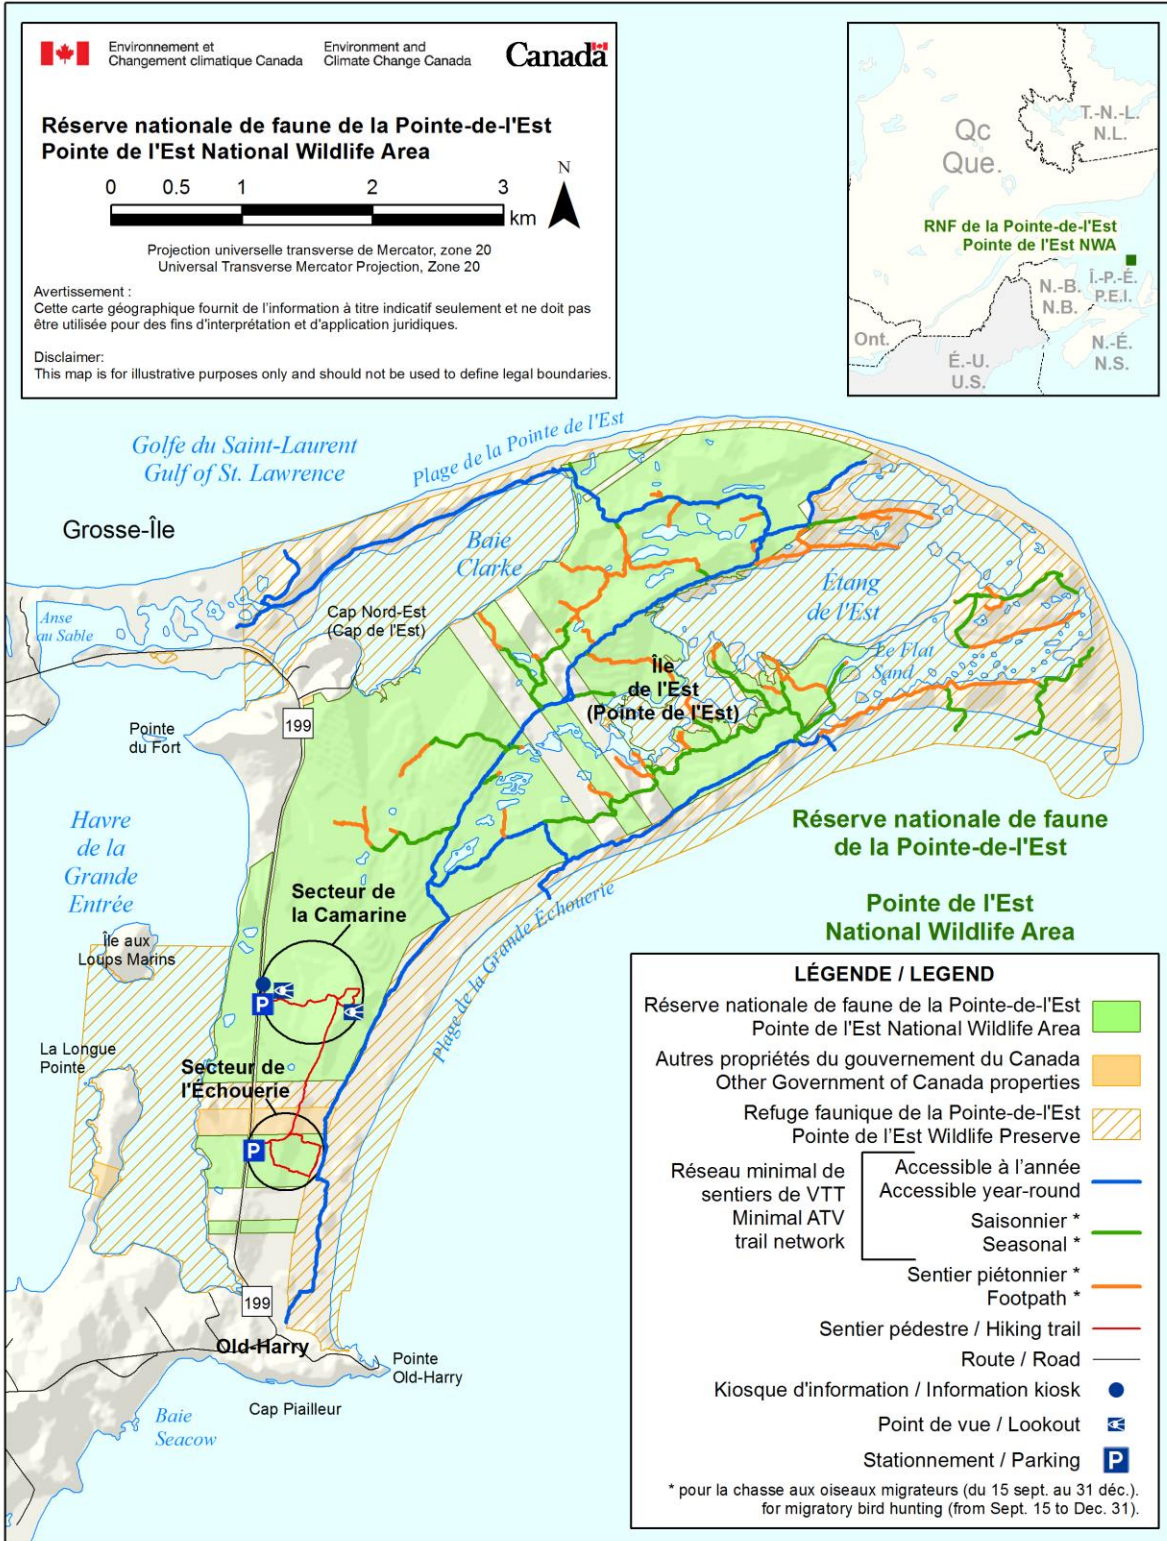 Environnement et
Changement climatique Canada
Environment and
Climate Change Canada
Canada
Réserve nationale de faune de la Pointe-de-l'Est
Pointe de l'Est National Wildlife Area
0 0.5 1 2 3
km
N
Projection universelle transverse de Mercator, zone 20
Universal Transverse Mercator Projection, Zone 20
Avertissement :
Cette carte géographique fournit de l'information à titre indicatif seulement et ne doit pas
être utilisée pour des fins d'interprétation et d'application juridiques.
Disclaimer:
This map is for illustrative purposes only and should not be used to define legal boundaries.
Qc
Que.
T.-N.-L.
N.L.
RNF de la Pointe-de-l'Est
Pointe de l'Est NWA
Î.-P.-É.
P.E.I.
N.-B.
N.B.
Ont.
N.-É.
N.S.
É.-U.
U.S.
Golfe du Saint-Laurent
Gulf of St. Lawrence
Plage de la Pointe de l'Est
Grosse-Île
Baie
Clarke
Étang
de l'Est
Anse
au Sable
Cap Nord-Est
(Cap de l'Est)
Le Flat
Sand
Île
de l'Est
(Pointe de l'Est)
199
Pointe
du Fort
Havre
de la
Grande
Entrée
Réserve nationale de faune
de la Pointe-de-l'Est
Pointe de l'Est
National Wildlife Area
Secteur de
la Camarine
Plage de la Grande Échouerie
Île aux
Loups Marins
P
La Longue
Pointe
Secteur de
l'Échouerie
P
199
Old-Harry
Pointe
Old-Harry
Cap Piailleur
Baie
Seacow
LÉGENDE / LEGEND
Réserve nationale de faune de la Pointe-de-l'Est
Pointe de l'Est National Wildlife Area
Autres propriétés du gouvernement du Canada
Other Government of Canada properties
Refuge faunique de la Pointe-de-l'Est
Pointe de l'Est Wildlife Preserve
Réseau minimal de
sentiers de VTT
Minimal ATV
trail network
Accessible à l'année
Accessible year-round
Saisonnier *
Seasonal *
Sentier piétonnier *
Footpath *
Sentier pédestre / Hiking trail
Route / Road
Kiosque d'information / Information kiosk
Point de vue / Lookout
Stationnement / Parking
P
* pour la chasse aux oiseaux migrateurs (du 15 sept. au 31 déc.).
for migratory bird hunting (from Sept. 15 to Dec. 31).